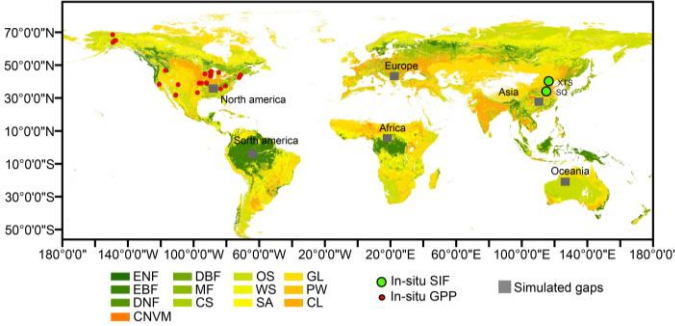 70°0'0"N
50°0'0"N
30°0'0"N
10°0'0"N
10°0'0"S
30°0'0"S
50°0'0"S
Europe
XTS
Asia
SQ
North america
Africa
Sorth america
Oceania
180°0'0" 140°0'0"W 100°0'0"W 60°0'0"W 20°0'0"W 20°0'0"E 60°0'0"E 100°0'0"E 140°0'0"E 180°0'0"
ENF DBF OS GL In-situ SIF Simulated gaps
EBF MF WS PW In-situ GPP
DNF CS SA CL
CNVM